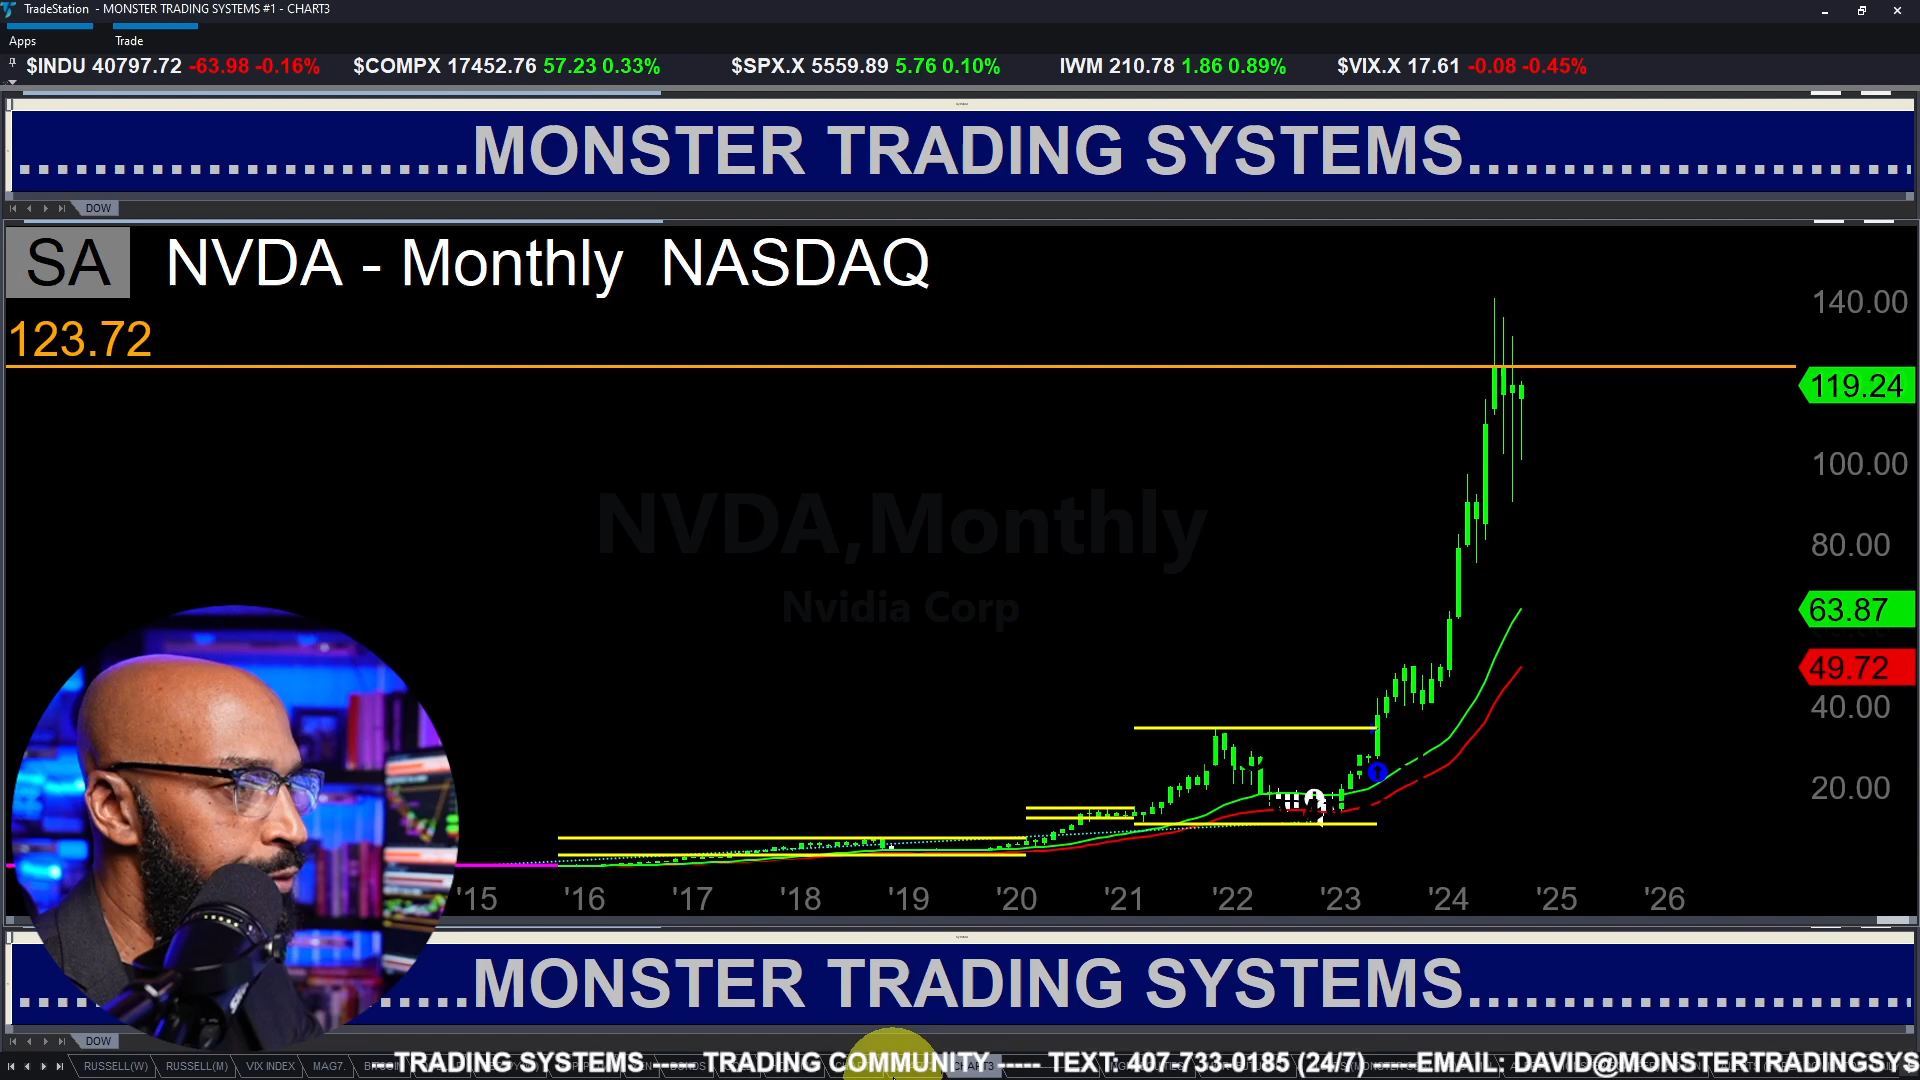 TradeStation - MONSTER TRADING SYSTEMS #1 - CHART3
Apps Trade
$INDU 40797.72 -63.98 -0.16% $COMPX 17452.76 57.23 0.33% $SPX.X 5559.89 5.76 0.10% IWM 210.78 1.86 0.89% $VIX.X 17.61 -0.08 -0.45%
.......................MONSTER TRADING SYSTEMS.......................
DOW
SA NVDA - Monthly NASDAQ
140.00
123.72
119.24
100.00
NVDA,Monthly
80.00
Nvidia Corp
63.87
49.72
40.00
20.00
'15 '16 '17 '18 '19 '20 '21 '22 '23 '24 '25 '26
MONSTER TRADING SYSTEMS.......................
DOW
RUSSELL(W) RUSSELL(M) VIX INDEX MAG7.
TRADING SYSTEMS ----- TRADING COMMUNITY ----- TEXT: 407-733-0185 (24/7) ----- EMAIL: DAVID@MONSTERTRADINGSYS